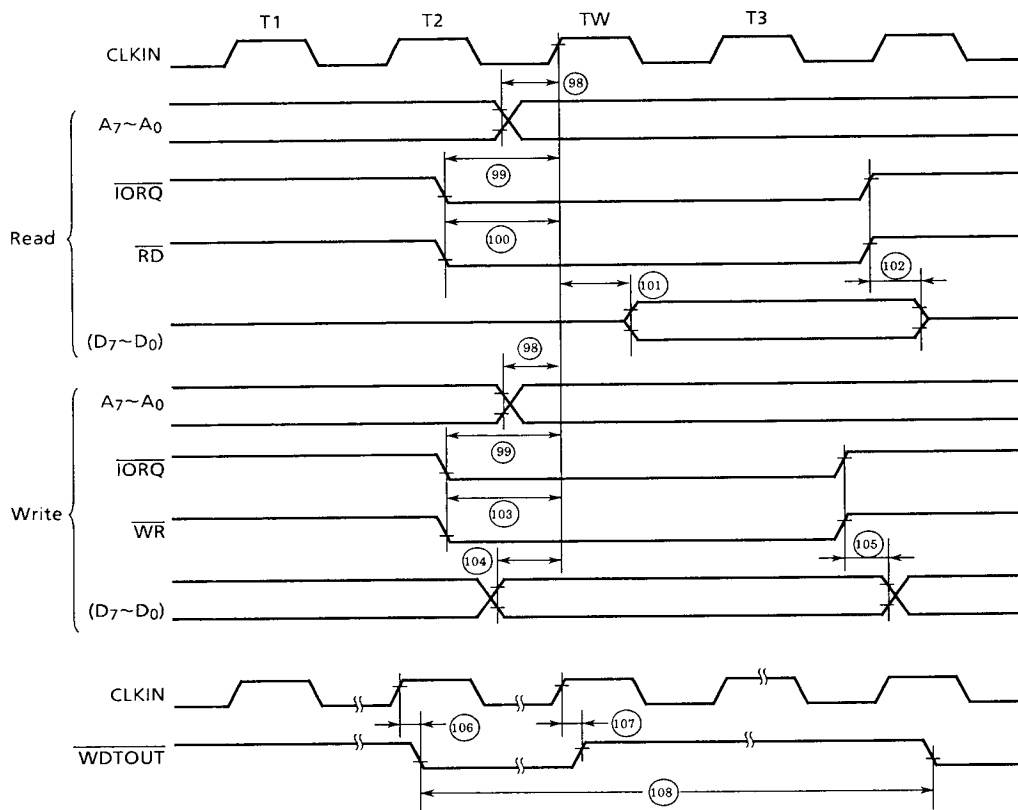 T1 T2 TW T3
CLKIN
98
A7~A0
99
IORQ
Read
100
RD
101 102
(D7~D0)
98
A7~A0
99
IORQ
Write
103
WR
104 105
(D7~D0)
CLKIN
106 107
WDTOUT
108